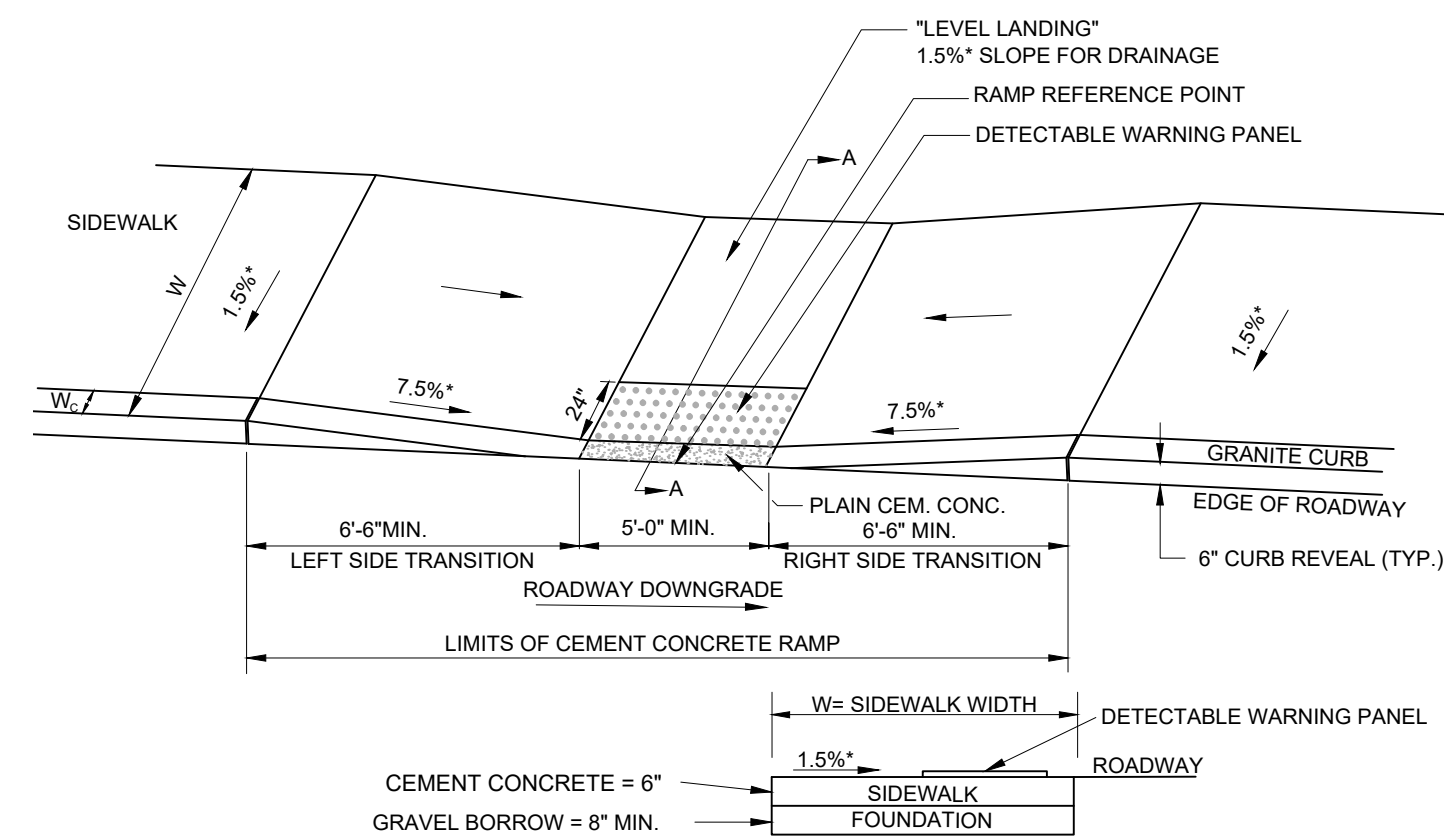 "LEVEL LANDING"
1.5%* SLOPE FOR DRAINAGE
RAMP REFERENCE POINT
DETECTABLE WARNING PANEL
A
SIDEWALK
W
1.5%*
1.5%*
24"
7.5%*
7.5%*
Wc
GRANITE CURB
A
EDGE OF ROADWAY
PLAIN CEM. CONC.
6'-6"MIN.
5'-0" MIN.
6'-6" MIN.
LEFT SIDE TRANSITION
RIGHT SIDE TRANSITION
6" CURB REVEAL (TYP.)
ROADWAY DOWNGRADE
LIMITS OF CEMENT CONCRETE RAMP
W= SIDEWALK WIDTH
DETECTABLE WARNING PANEL
1.5%*
ROADWAY
CEMENT CONCRETE = 6"
SIDEWALK
GRAVEL BORROW = 8" MIN.
FOUNDATION